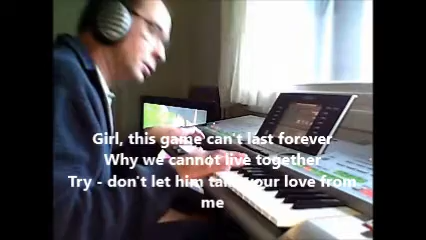 Girl, this game can't last forever
Why we cannot live together
Try - don't let him take your love from
me